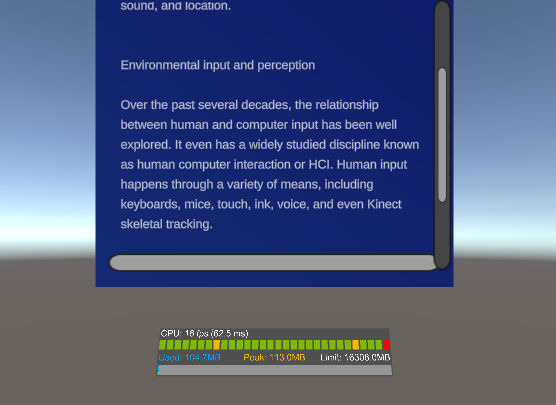 sound, and location.
Environmental input and perception
Over the past several decades, the relationship
between human and computer input has been well
explored. It even has a widely studied discipline known
as human computer interaction or HCI. Human input
happens through a variety of means, including
keyboards, mice, touch, ink, voice, and even Kinect
skeletal tracking.
CPU: 16 fps (62.5 ms)
Used: 104.7MB Peak: 113.0MB Limit: 16306.0MB